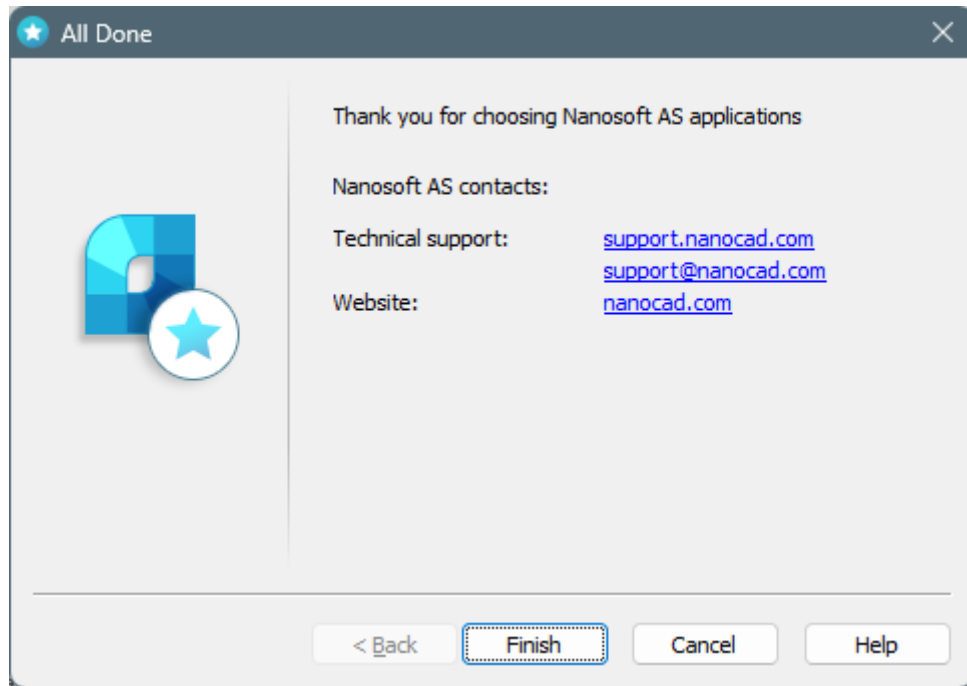 All Done
Thank you for choosing Nanosoft AS applications
Nanosoft AS contacts:
Technical support: support.nanocad.com
support@nanocad.com
Website: nanocad.com
< Back Finish Cancel Help